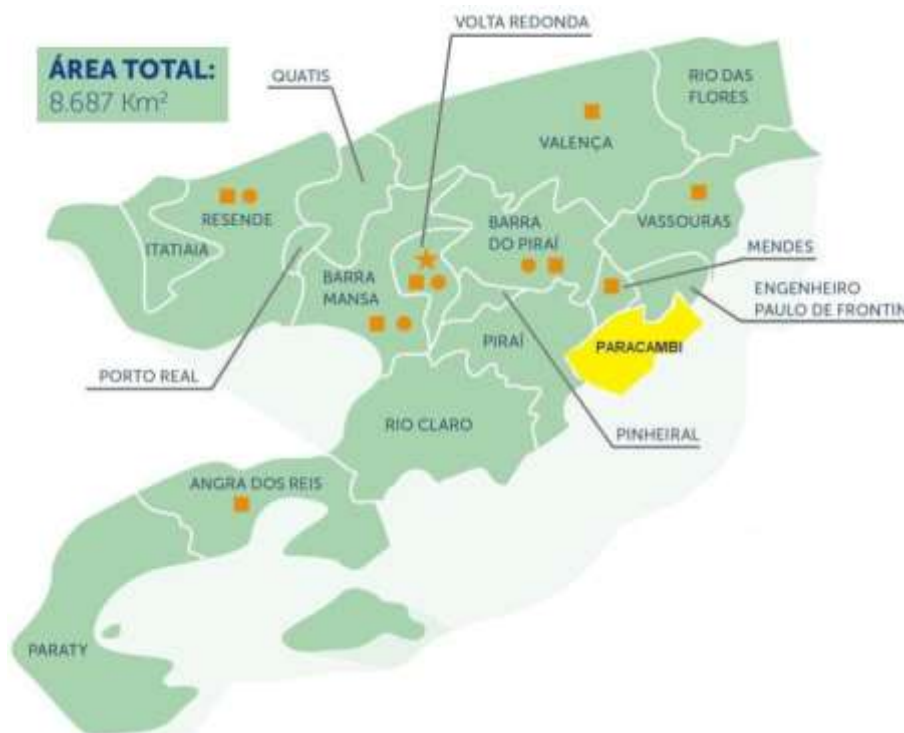 VOLTA REDONDA
ÁREA TOTAL:
8.687 Km²
QUATIS
RIO DAS
FLORES
VALENÇA
RESENDE
ITATIAIA
VASSOURAS
BARRA
DO PIRAÍ
MENDES
BARRA
MANSA
ENGENHEIRO
PAULO DE FRONTIN
PIRAÍ
PARACAMBI
PORTO REAL
RIO CLARO
PINHEIRAL
ANGRA DOS REIS
PARATY